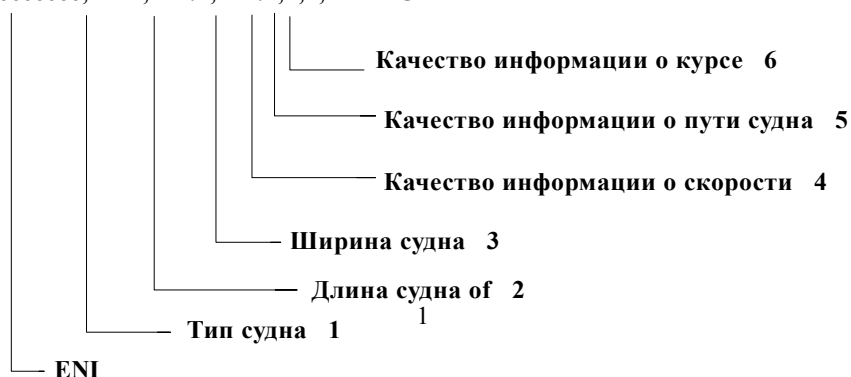 Качество информации о курсе 6
Качество информации о пути судна 5
Качество информации о скорости 4
Ширина судна 3
Длина судна of 2
1
Тип судна 1
ENI